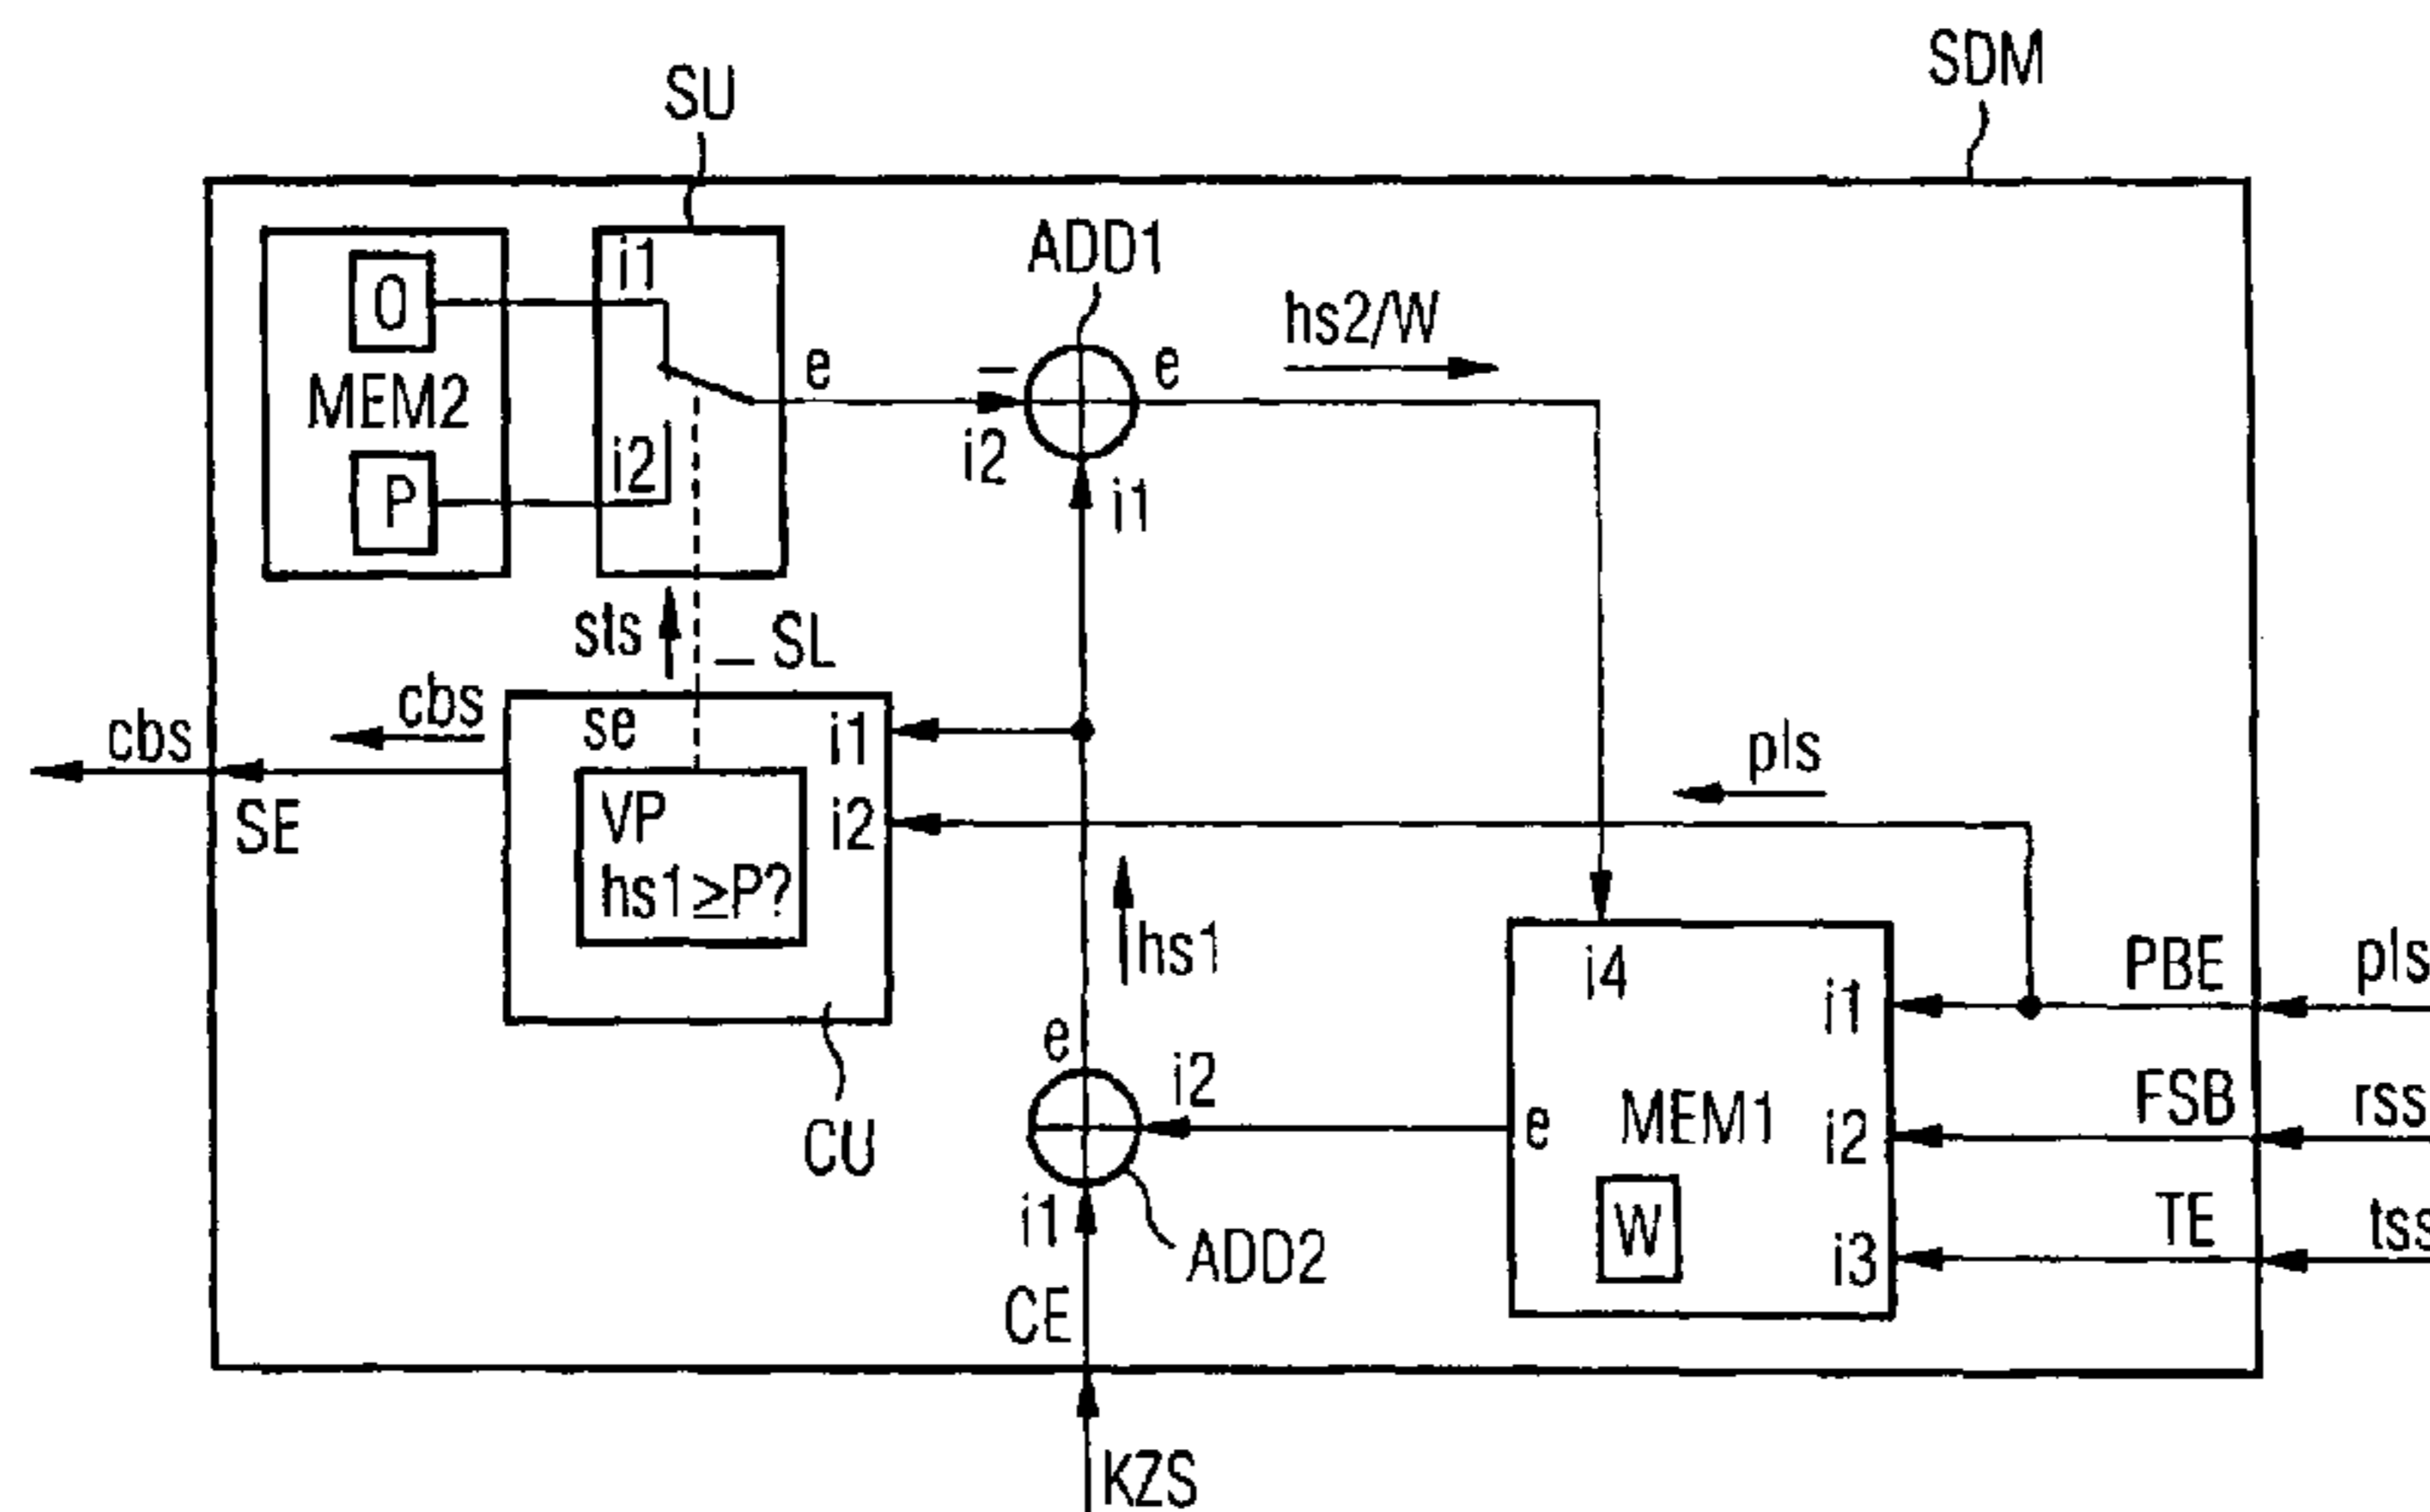 SDM
SU
ADD1
i1
O
hs2/W
MEM2
e
–
e
i2
i2
P
i1
sts
SL
cbs
cbs
se
i1
pls
SE
VP
i2
hs1≥P?
hs1
i4
PBE
pls
i1
e
i2
FSB
rss
CU
e
MEM1
i2
i1
W
TE
tss
ADD2
i3
CE
KZS